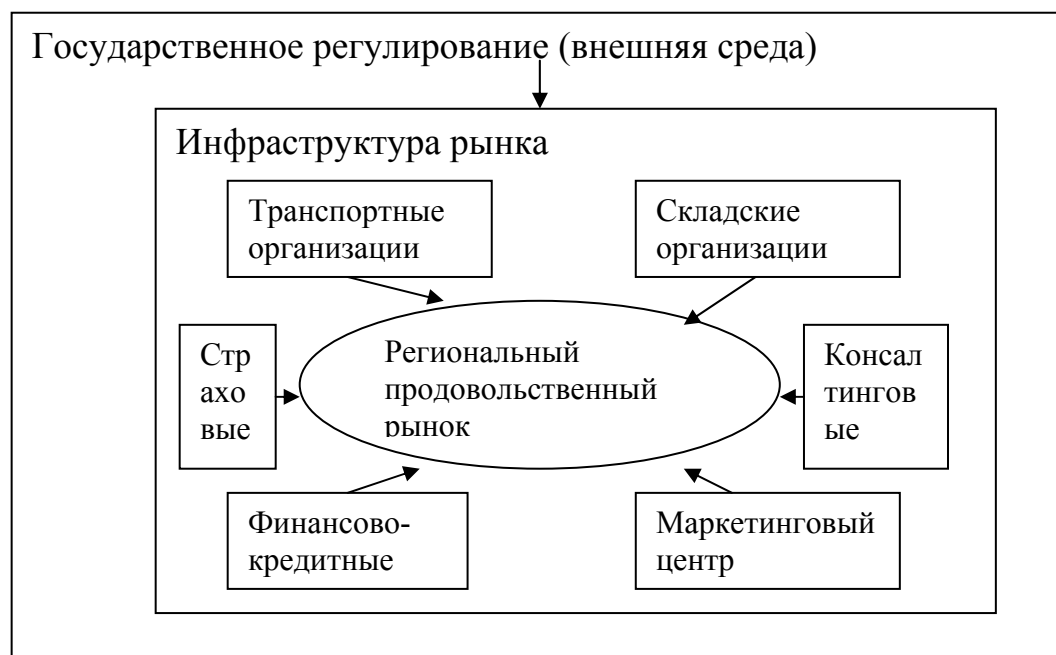 Государственное регулирование (внешняя среда)
Инфраструктура рынка
Транспортные
организации
Складские
организации
Стр
ахо
вые
Региональный
продовольственный
рынок
Консал
тингов
ые
Финансово-
кредитные
Маркетинговый
центр